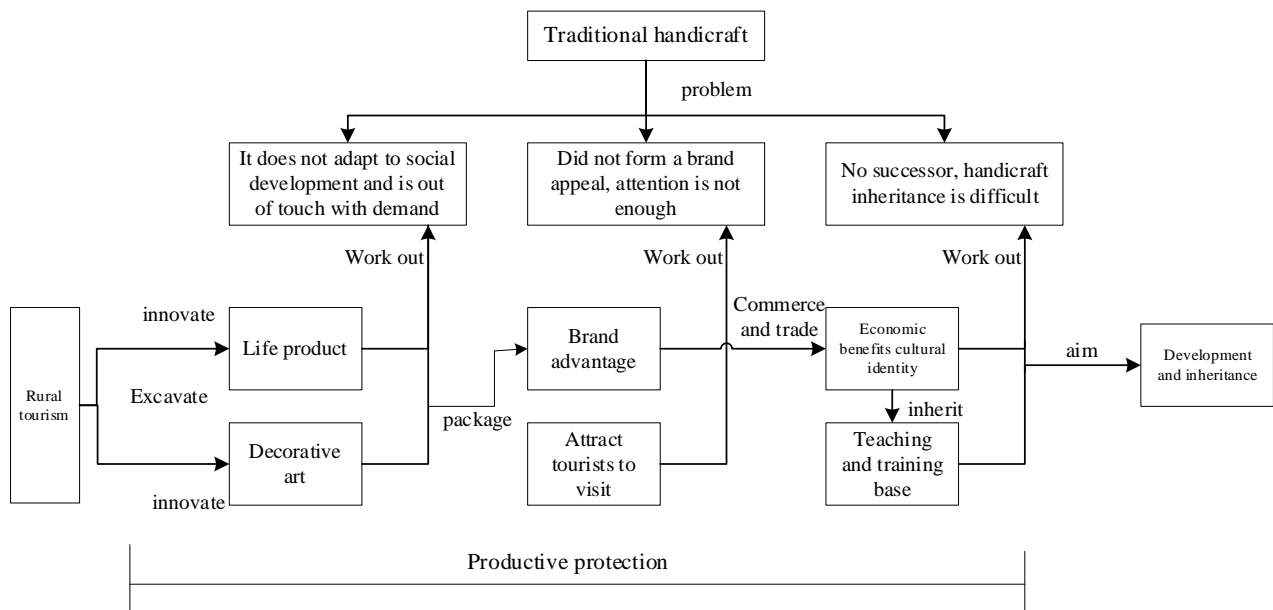 Traditional handicraft
problem
It does not adapt to social
development and is out
of touch with demand
Did not form a brand
appeal, attention is not
enough
No successor, handicraft
inheritance is difficult
Work out
Work out
Work out
Rural
tourism
innovate
Excavate
innovate
Life product
Decorative
art
package
Brand
advantage
Attract
tourists to
visit
Commerce
and trade
Economic
benefits cultural
identity
inherit
Teaching
and training
base
aim
Development
and inheritance
Productive protection